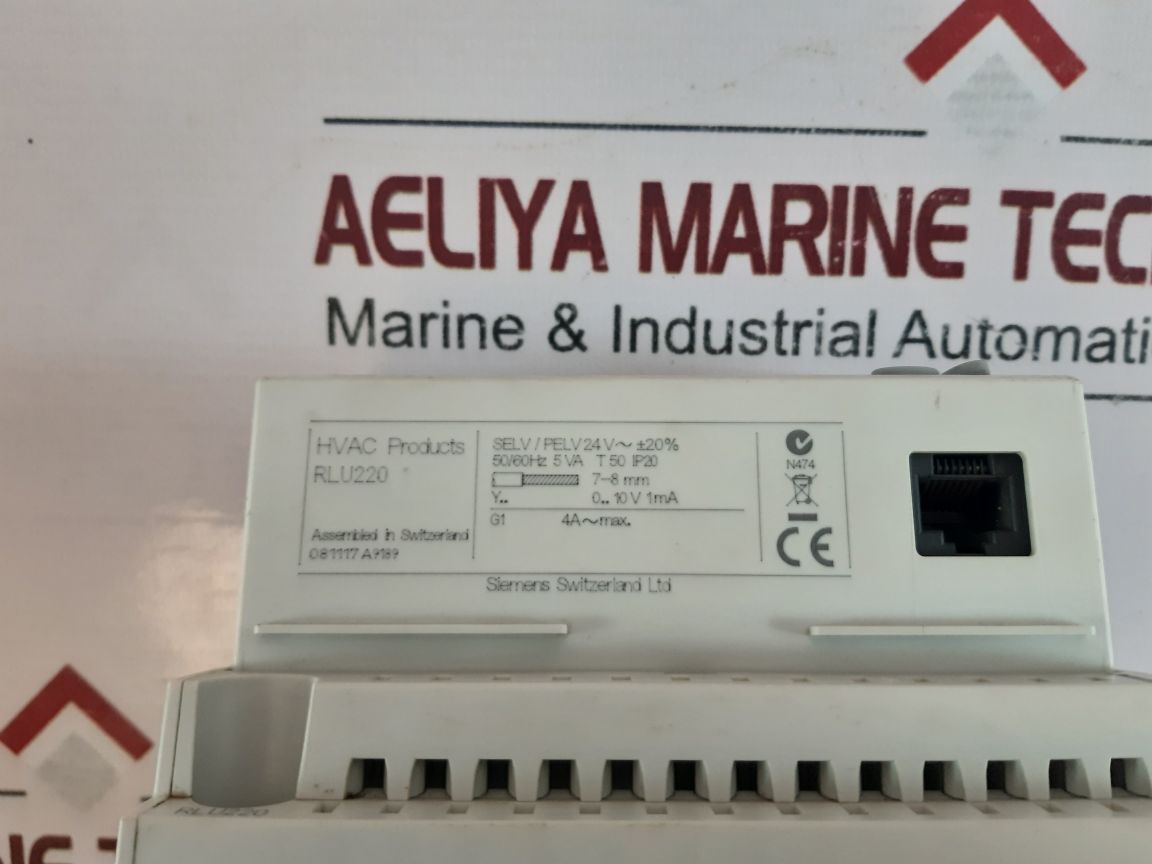 AELIYA MARINE TEC
Marine & Industrial Automati
HVAC Products
RLU220
Assembled in Switzerland
081117 A9189
SELV / PELV 24 V~ ±20%
50/60Hz 5 VA T 50 IP20
7-8 mm
Y.. 0.. 10 V 1mA
G1 4A~max.
N474
CE
Siemens Switzerland Ltd
RLU220